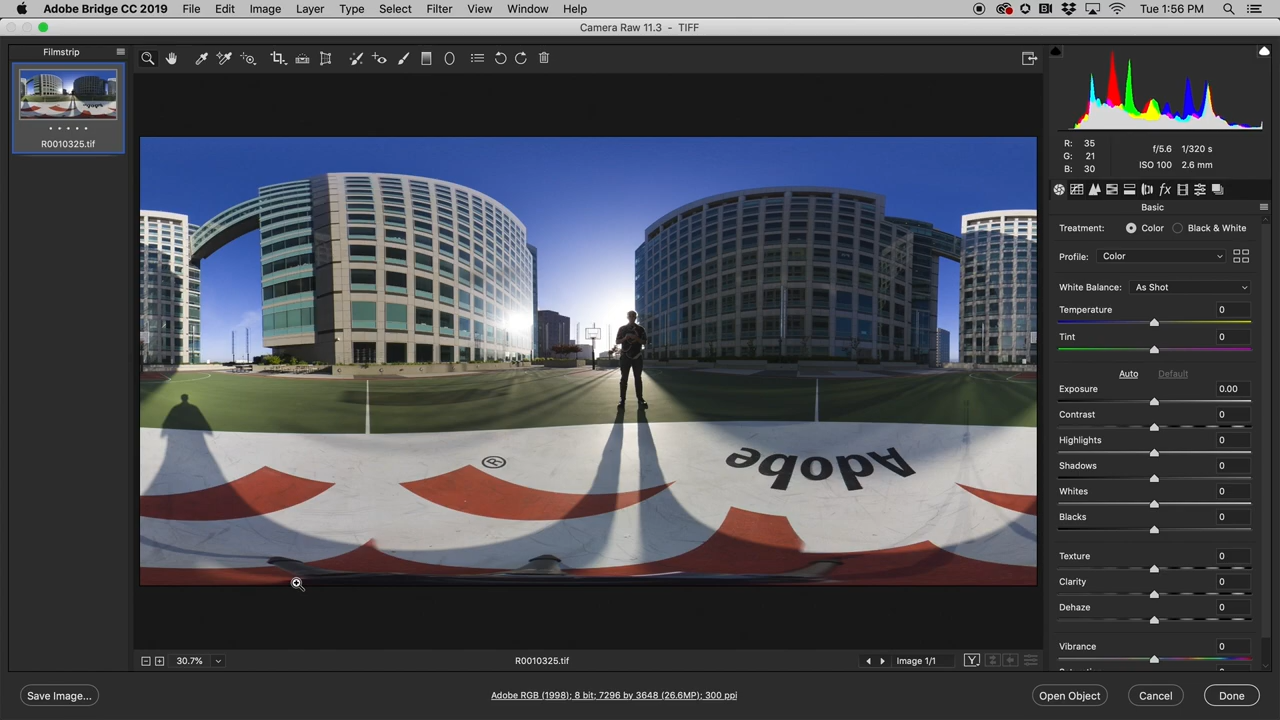 Adobe Bridge CC 2019 File Edit Image Layer Type Select Filter View Window Help Tue 1:56 PM
Camera Raw 11.3 - TIFF
Filmstrip
R0010325.tif
Adobe
®
R: 35
G: 21
B: 30
f/5.6 1/320 s
ISO 100 2.6 mm
Basic
Treatment: Color Black & White
Profile: Color
White Balance: As Shot
Temperature 0
Tint 0
Auto Default
Exposure 0.00
Contrast 0
Highlights 0
Shadows 0
Whites 0
Blacks 0
Texture 0
Clarity 0
Dehaze 0
Vibrance 0
30.7% R0010325.tif Image 1/1
Save Image... Adobe RGB (1998); 8 bit; 7296 by 3648 (26.6MP); 300 ppi Open Object Cancel Done